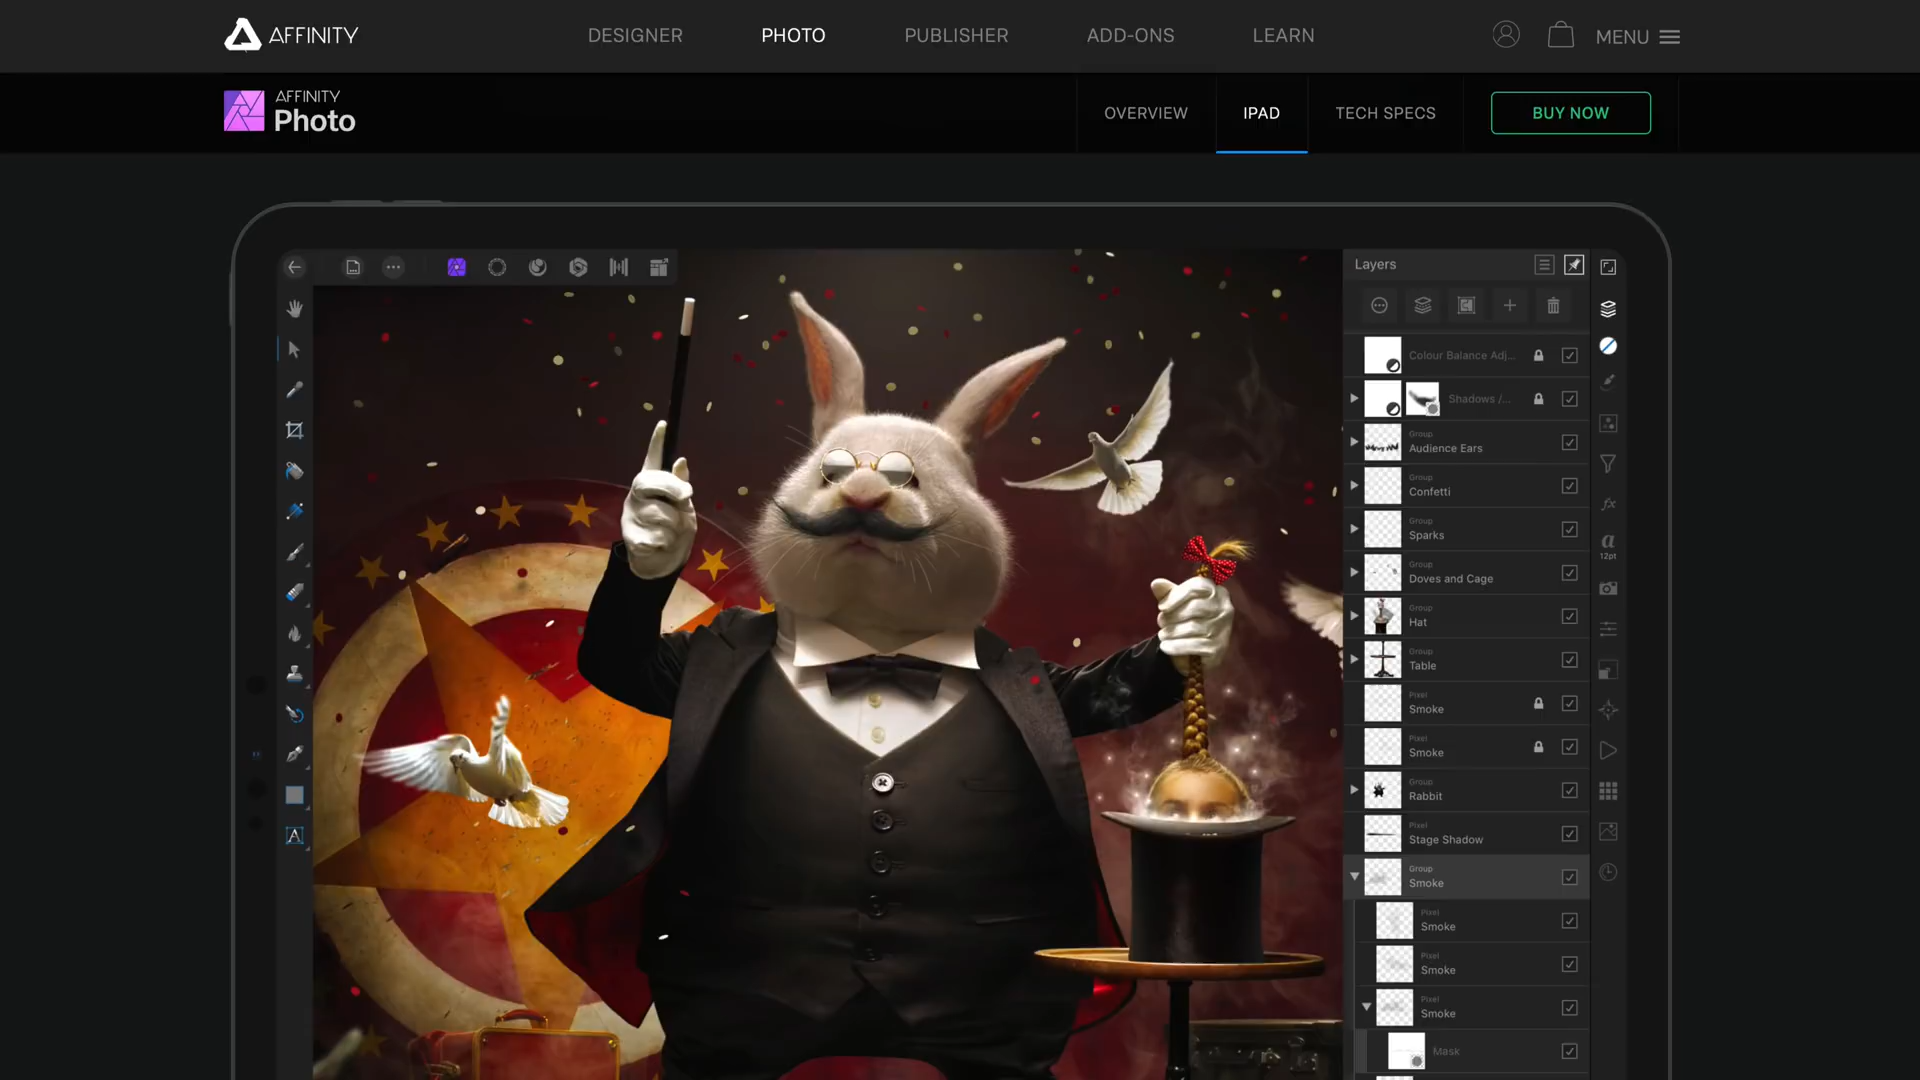 AFFINITY
DESIGNER
PHOTO
PUBLISHER
ADD-ONS
LEARN
MENU
AFFINITY
Photo
OVERVIEW
IPAD
TECH SPECS
BUY NOW
Layers
Colour Balance Adj...
Shadows /...
Group
Audience Ears
Group
Confetti
Group
Sparks
Group
Doves and Cage
Group
Hat
Group
Table
Pixel
Smoke
Pixel
Smoke
Group
Rabbit
Pixel
Stage Shadow
Group
Smoke
Pixel
Smoke
Pixel
Smoke
Pixel
Smoke
Mask
fx
a
12pt
A